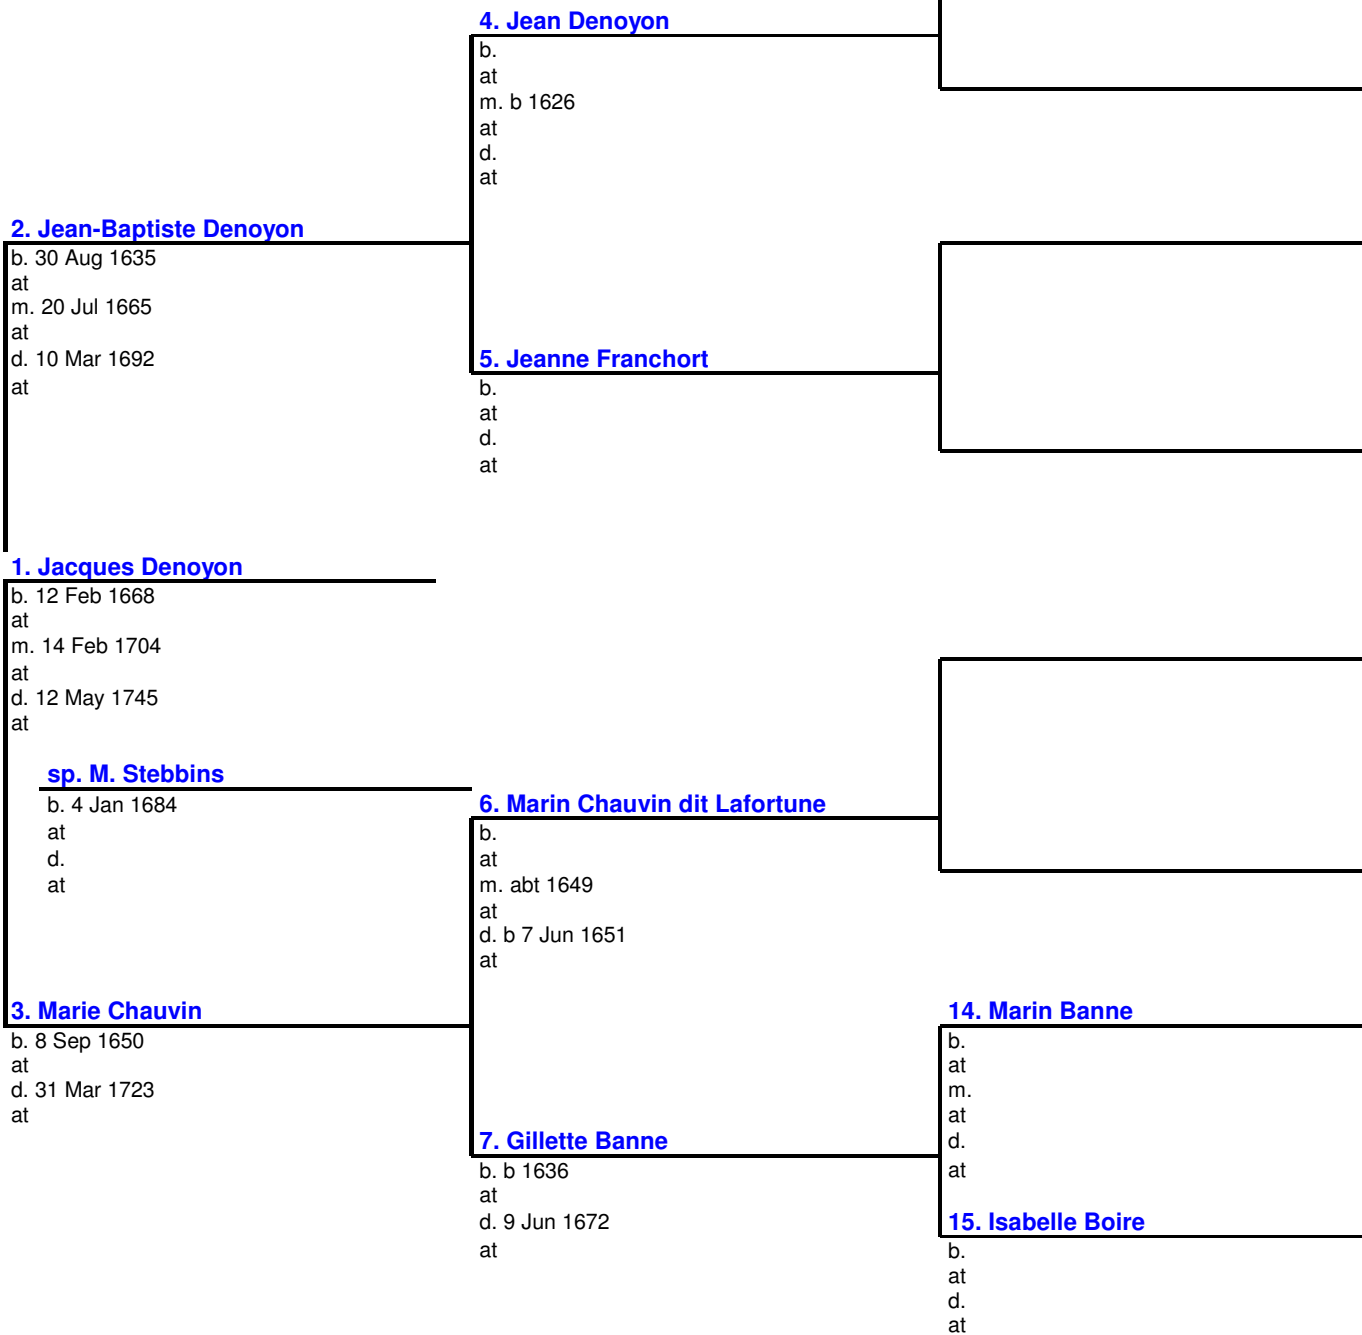 4. Jean Denoyon
b.
at
m. b 1626
at
d.
at
2. Jean-Baptiste Denoyon
b. 30 Aug 1635
at
m. 20 Jul 1665
at
d. 10 Mar 1692
at
5. Jeanne Franchort
b.
at
d.
at
1. Jacques Denoyon
b. 12 Feb 1668
at
m. 14 Feb 1704
at
d. 12 May 1745
at
sp. M. Stebbins
b. 4 Jan 1684
at
d.
at
6. Marin Chauvin dit Lafortune
b.
at
m. abt 1649
at
d. b 7 Jun 1651
at
3. Marie Chauvin
b. 8 Sep 1650
at
d. 31 Mar 1723
at
14. Marin Banne
b.
at
m.
at
d.
at
7. Gillette Banne
b. b 1636
at
d. 9 Jun 1672
at
15. Isabelle Boire
b.
at
d.
at